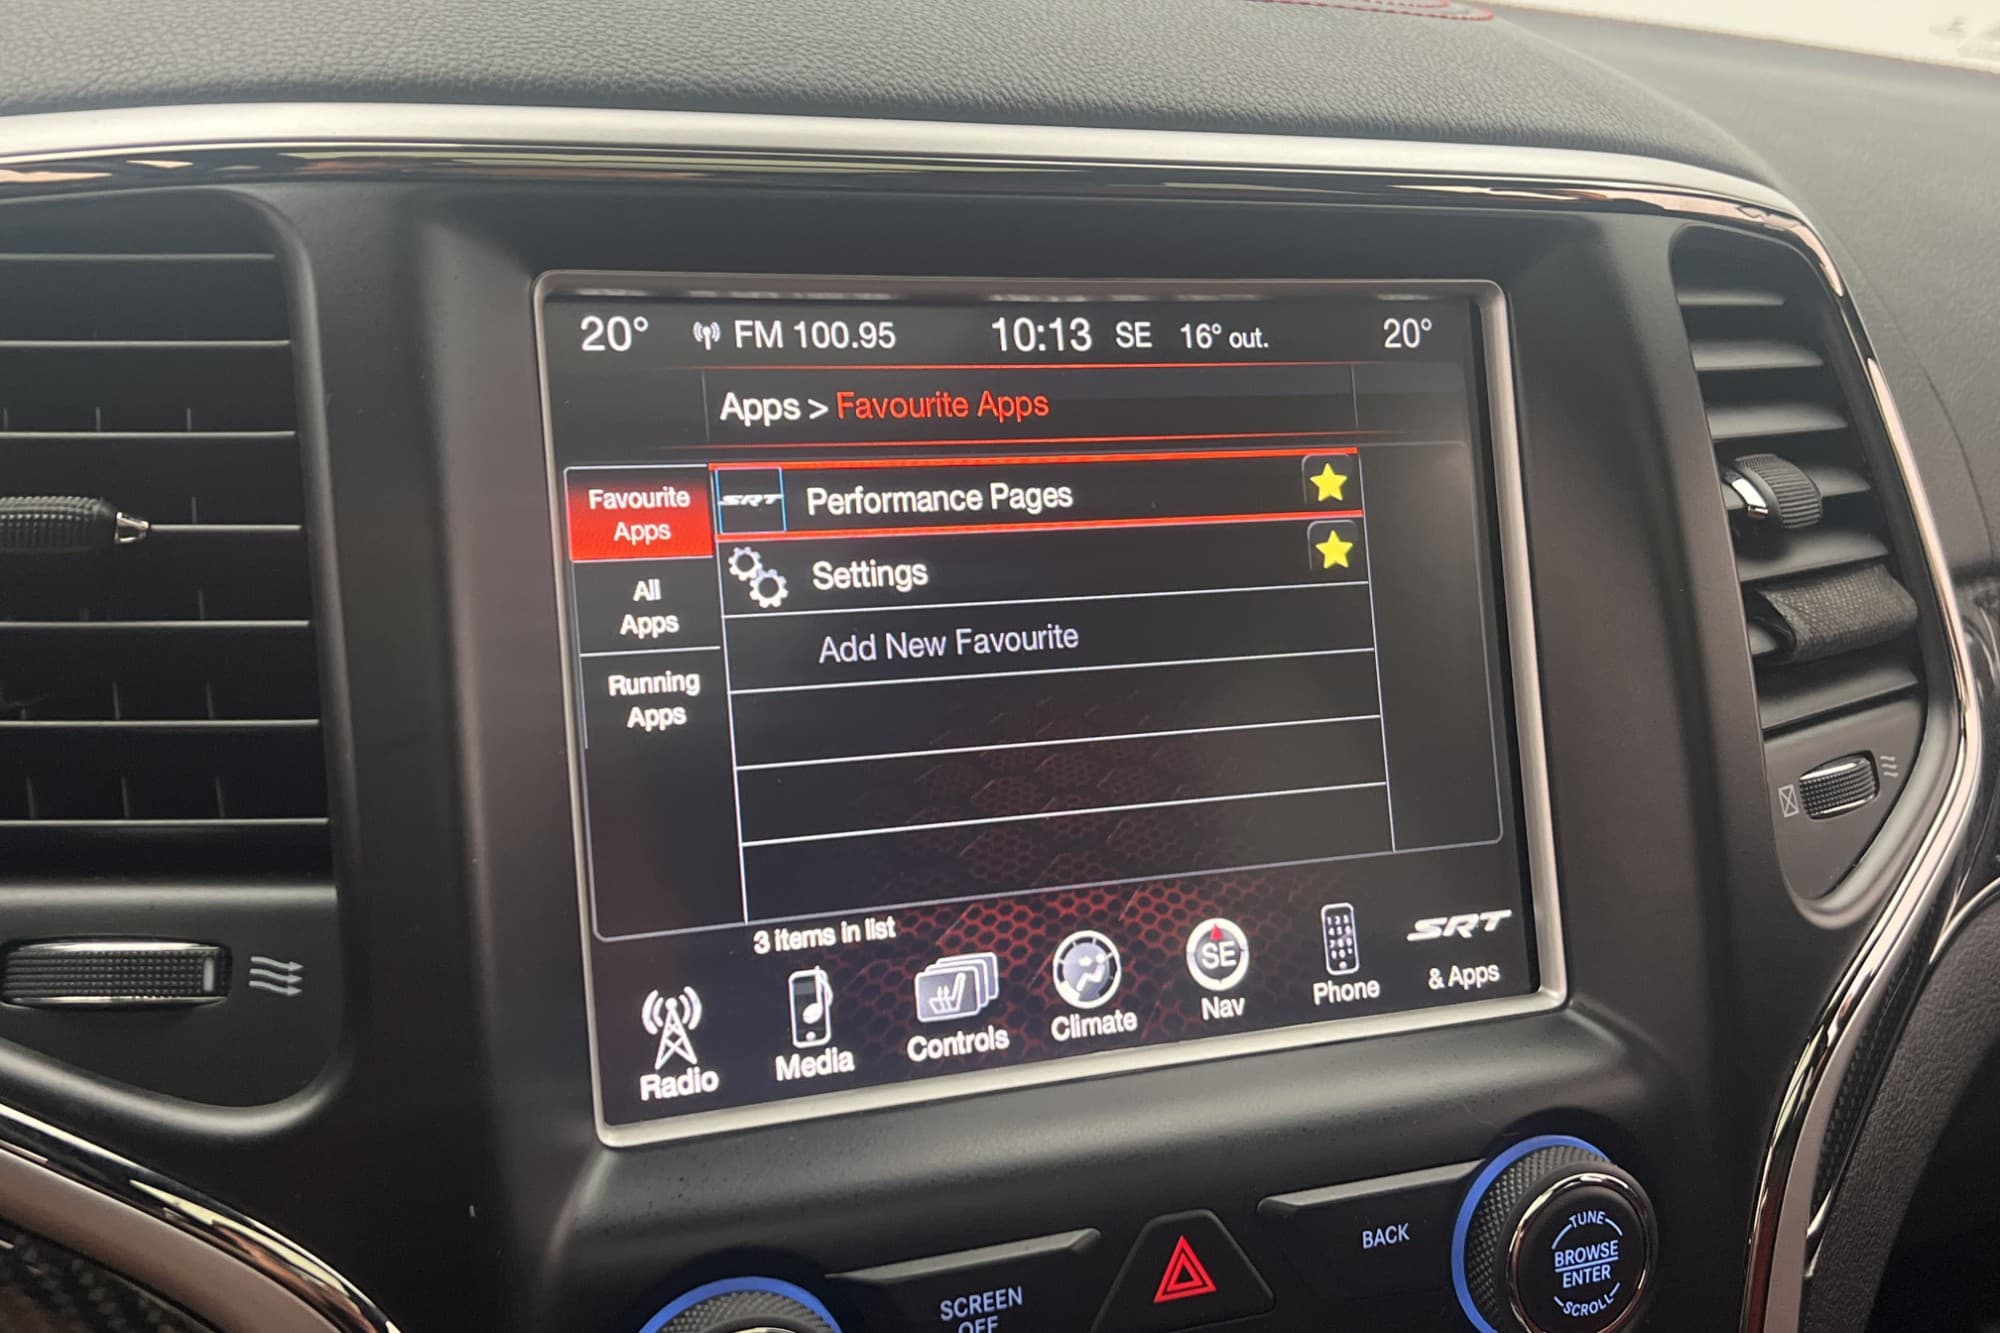 20° FM 100.95 10:13 SE 16° out. 20°
Apps > Favourite Apps
Favourite
Apps
All
Apps
Running
Apps
SRT Performance Pages
Settings
Add New Favourite
3 items in list
Radio
Media
Controls
Climate
SE
Nav
Phone
SRT
& Apps
SCREEN
OFF
BACK
TUNE
BROWSE
ENTER
SCROLL